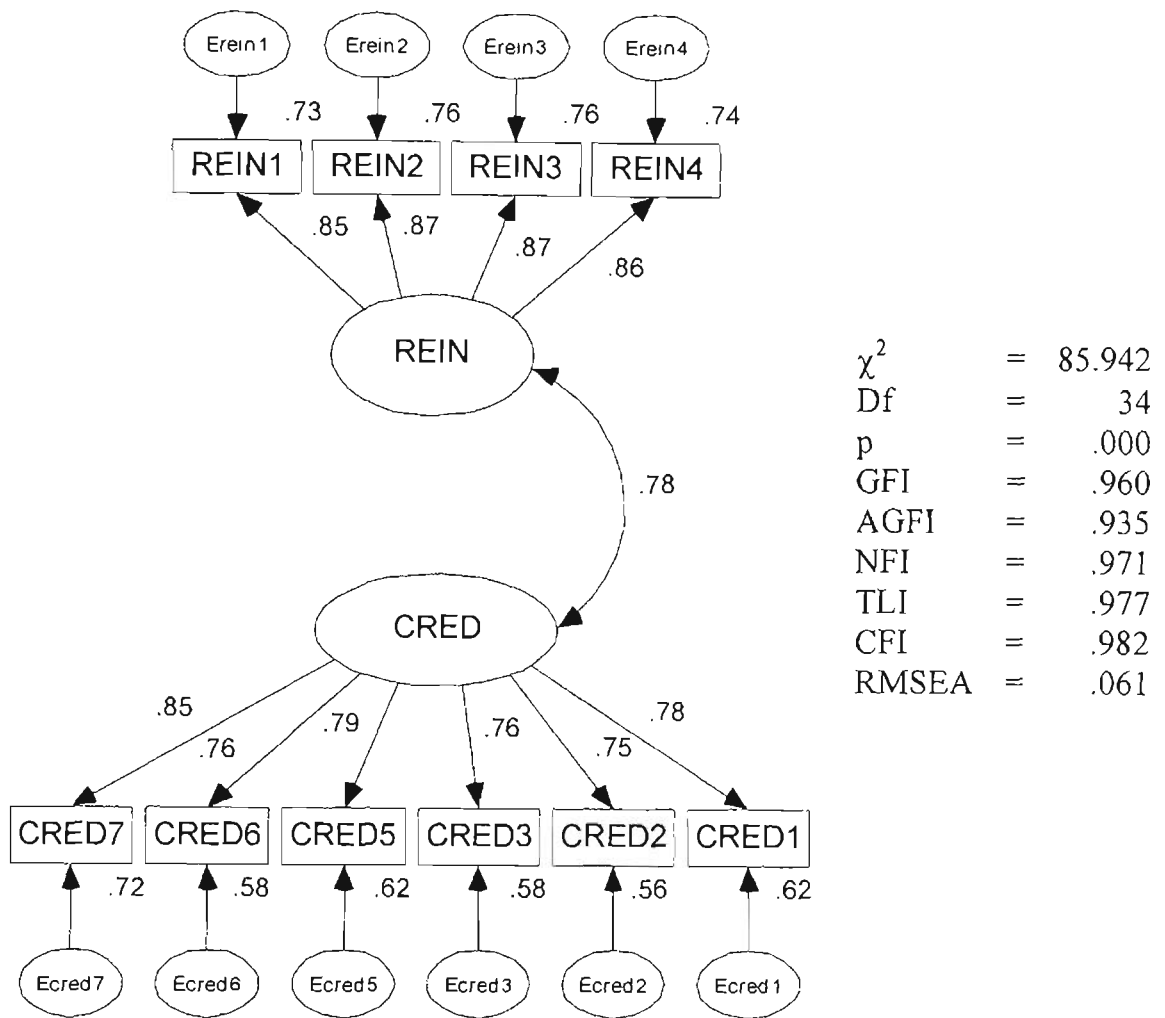 Erein1 Erein2 Erein3 Erein4
.73 .76 .76 .74
REIN1 REIN2 REIN3 REIN4
.85 .87 .87 .86
REIN
.78
CRED
.85 .76 .79 .76 .75 .78
CRED7 CRED6 CRED5 CRED3 CRED2 CRED1
.72 .58 .62 .58 .56 .62
Ecred7 Ecred6 Ecred5 Ecred3 Ecred2 Ecred1
χ² = 85.942
Df = 34
p = .000
GFI = .960
AGFI = .935
NFI = .971
TLI = .977
CFI = .982
RMSEA = .061